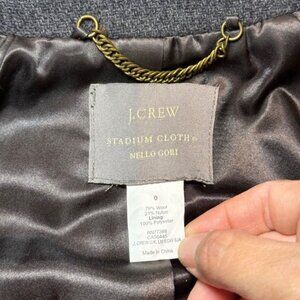 J.CREW
STADIUM CLOTH®
NELLO GORI
0
79% Wool
21% Nylon
Lining
100% Polyester
Made in China